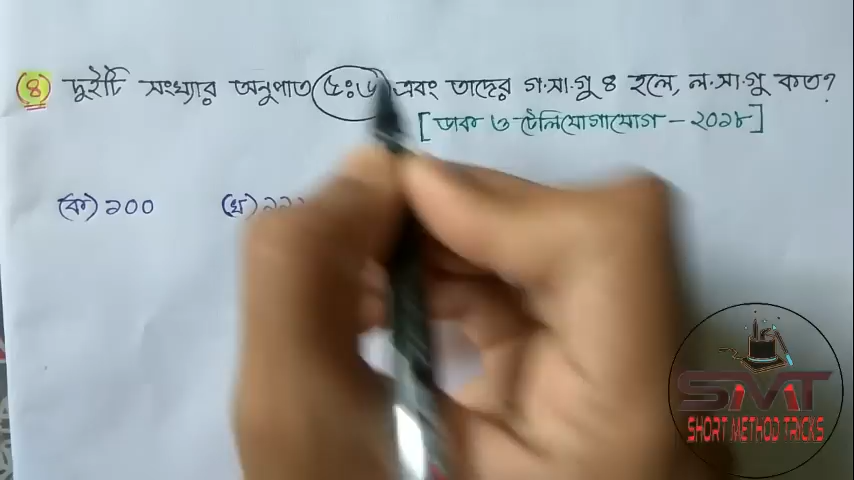 (৪) দুইটি সংখ্যার অনুপাত ৫ঃ৬ এবং তাদের গ.সা.গু ৪ হলে, ল.সা.গু কত?
[ডাক ও টেলিযোগাযোগ – ২০১৮]
(ক) ১০০ (খ)
SMT
SHORT METHOD TRICKS